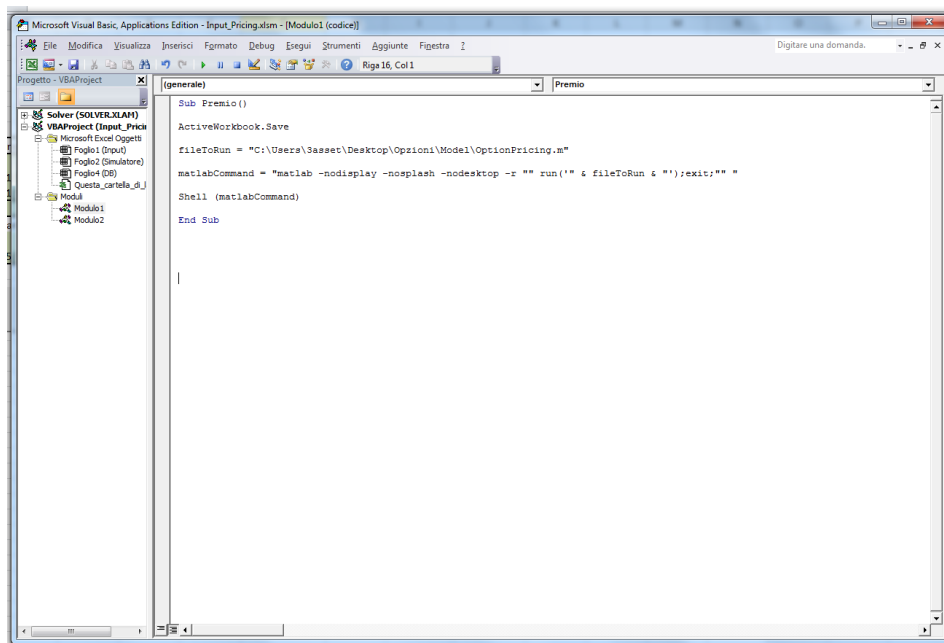 Microsoft Visual Basic, Applications Edition - Input_Pricing.xlsm - [Modulo1 (codice)]
File Modifica Visualizza Inserisci Formato Debug Esegui Strumenti Aggiunte Finestra ? Digitare una domanda.
Riga 16, Col 1
Progetto - VBAProject
(generale) Premio
Solver (SOLVER.XLAM)
VBAProject (Input_Prici
Microsoft Excel Oggetti
Foglio1 (Input)
Foglio2 (Simulatore)
Foglio4 (DB)
Questa_cartella_di_l
Moduli
Modulo1
Modulo2
Sub Premio()
ActiveWorkbook.Save
fileToRun = "C:\Users\3asset\Desktop\Opzioni\Model\OptionPricing.m"
matlabCommand = "matlab -nodisplay -nosplash -nodesktop -r "" run('" & fileToRun & "');exit;"" "
Shell (matlabCommand)
End Sub